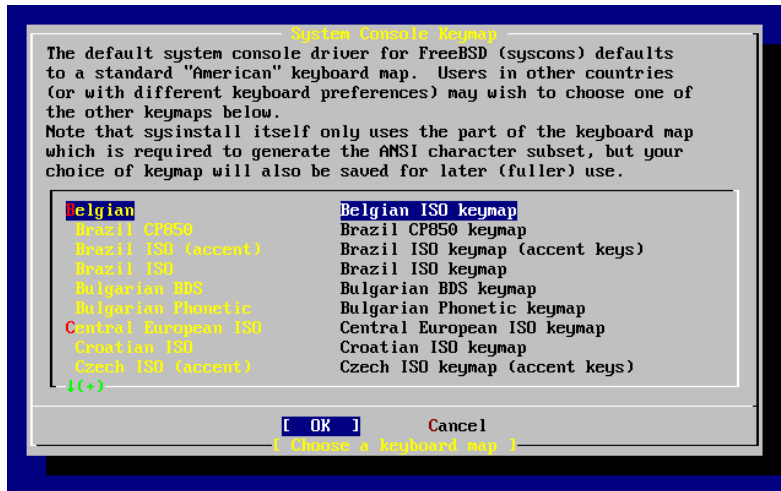 System Console Keymap
The default system console driver for FreeBSD (syscons) defaults
to a standard "American" keyboard map.  Users in other countries
(or with different keyboard preferences) may wish to choose one of
the other keymaps below.
Note that sysinstall itself only uses the part of the keyboard map
which is required to generate the ANSI character subset, but your
choice of keymap will also be saved for later (fuller) use.
Belgian Belgian ISO keymap
Brazil CP850 Brazil CP850 keymap
Brazil ISO (accent) Brazil ISO keymap (accent keys)
Brazil ISO Brazil ISO keymap
Bulgarian BDS Bulgarian BDS keymap
Bulgarian Phonetic Bulgarian Phonetic keymap
Central European ISO Central European ISO keymap
Croatian ISO Croatian ISO keymap
Czech ISO (accent) Czech ISO keymap (accent keys)
↓(+)
[ OK ] Cancel
[ Choose a keyboard map ]